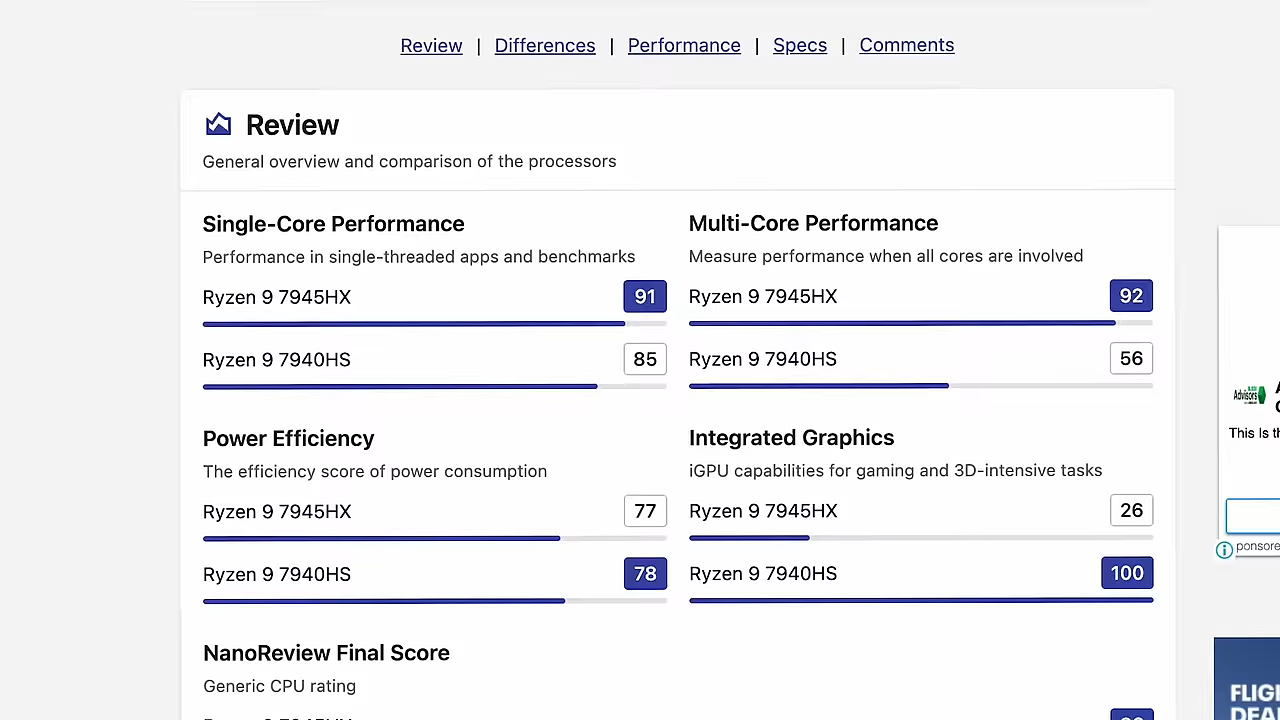 Review | Differences | Performance | Specs | Comments
Review
General overview and comparison of the processors
Single-Core Performance
Performance in single-threaded apps and benchmarks
Ryzen 9 7945HX 91
Ryzen 9 7940HS 85
Multi-Core Performance
Measure performance when all cores are involved
Ryzen 9 7945HX 92
Ryzen 9 7940HS 56
Power Efficiency
The efficiency score of power consumption
Ryzen 9 7945HX 77
Ryzen 9 7940HS 78
Integrated Graphics
iGPU capabilities for gaming and 3D-intensive tasks
Ryzen 9 7945HX 26
Ryzen 9 7940HS 100
NanoReview Final Score
Generic CPU rating
Advisors
This Is th
ponsore
FLIGH
DEAL